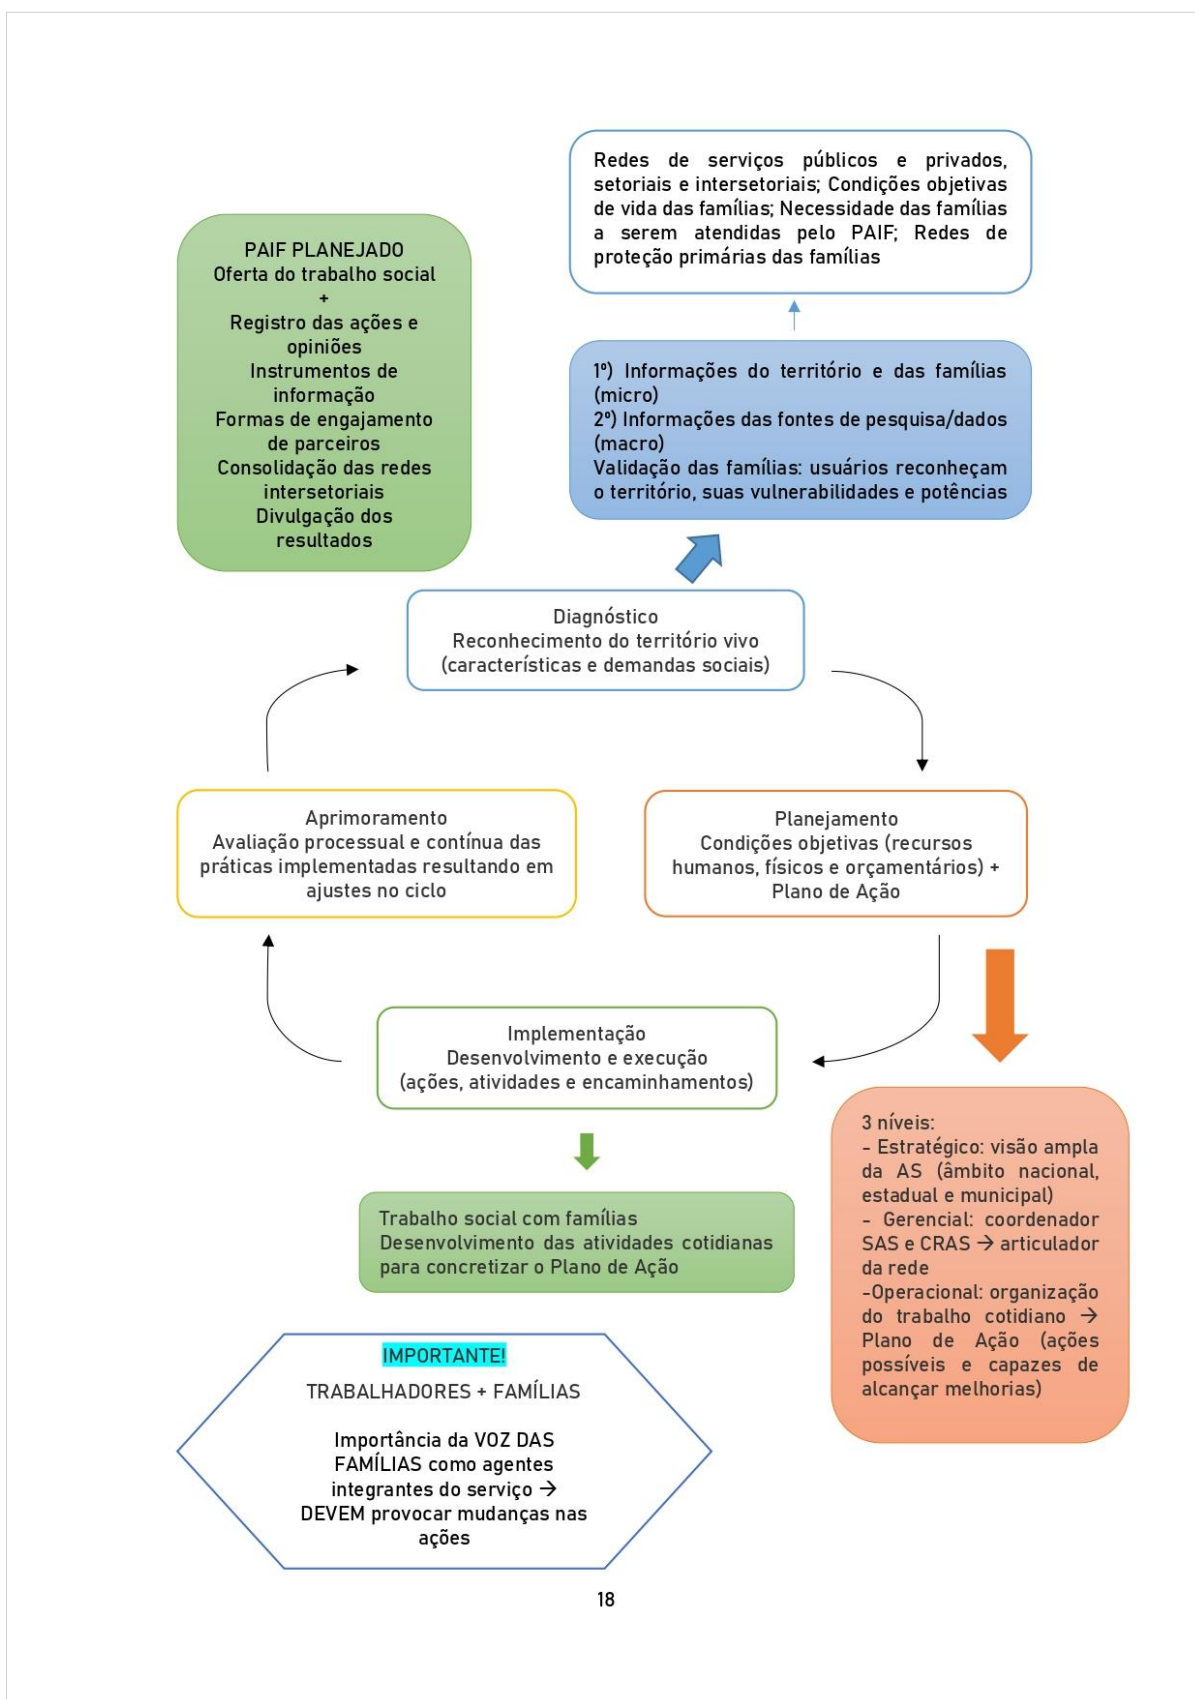 Redes de serviços públicos e privados,
setoriais e intersetoriais; Condições objetivas
de vida das famílias; Necessidade das famílias
a serem atendidas pelo PAIF; Redes de
proteção primárias das famílias
PAIF PLANEJADO
Oferta do trabalho social
+
Registro das ações e
opiniões
Instrumentos de
informação
Formas de engajamento
de parceiros
Consolidação das redes
intersetoriais
Divulgação dos
resultados
1º) Informações do território e das famílias
(micro)
2º) Informações das fontes de pesquisa/dados
(macro)
Validação das famílias: usuários reconheçam
o território, suas vulnerabilidades e potências
Diagnóstico
Reconhecimento do território vivo
(características e demandas sociais)
Aprimoramento
Avaliação processual e contínua das
práticas implementadas resultando em
ajustes no ciclo
Planejamento
Condições objetivas (recursos
humanos, físicos e orçamentários) +
Plano de Ação
Implementação
Desenvolvimento e execução
(ações, atividades e encaminhamentos)
3 níveis:
- Estratégico: visão ampla
da AS (âmbito nacional,
estadual e municipal)
- Gerencial: coordenador
SAS e CRAS → articulador
da rede
-Operacional: organização
do trabalho cotidiano →
Plano de Ação (ações
possíveis e capazes de
alcançar melhorias)
Trabalho social com famílias
Desenvolvimento das atividades cotidianas
para concretizar o Plano de Ação
IMPORTANTE!
TRABALHADORES + FAMÍLIAS
Importância da VOZ DAS
FAMÍLIAS como agentes
integrantes do serviço →
DEVEM provocar mudanças nas
ações
18